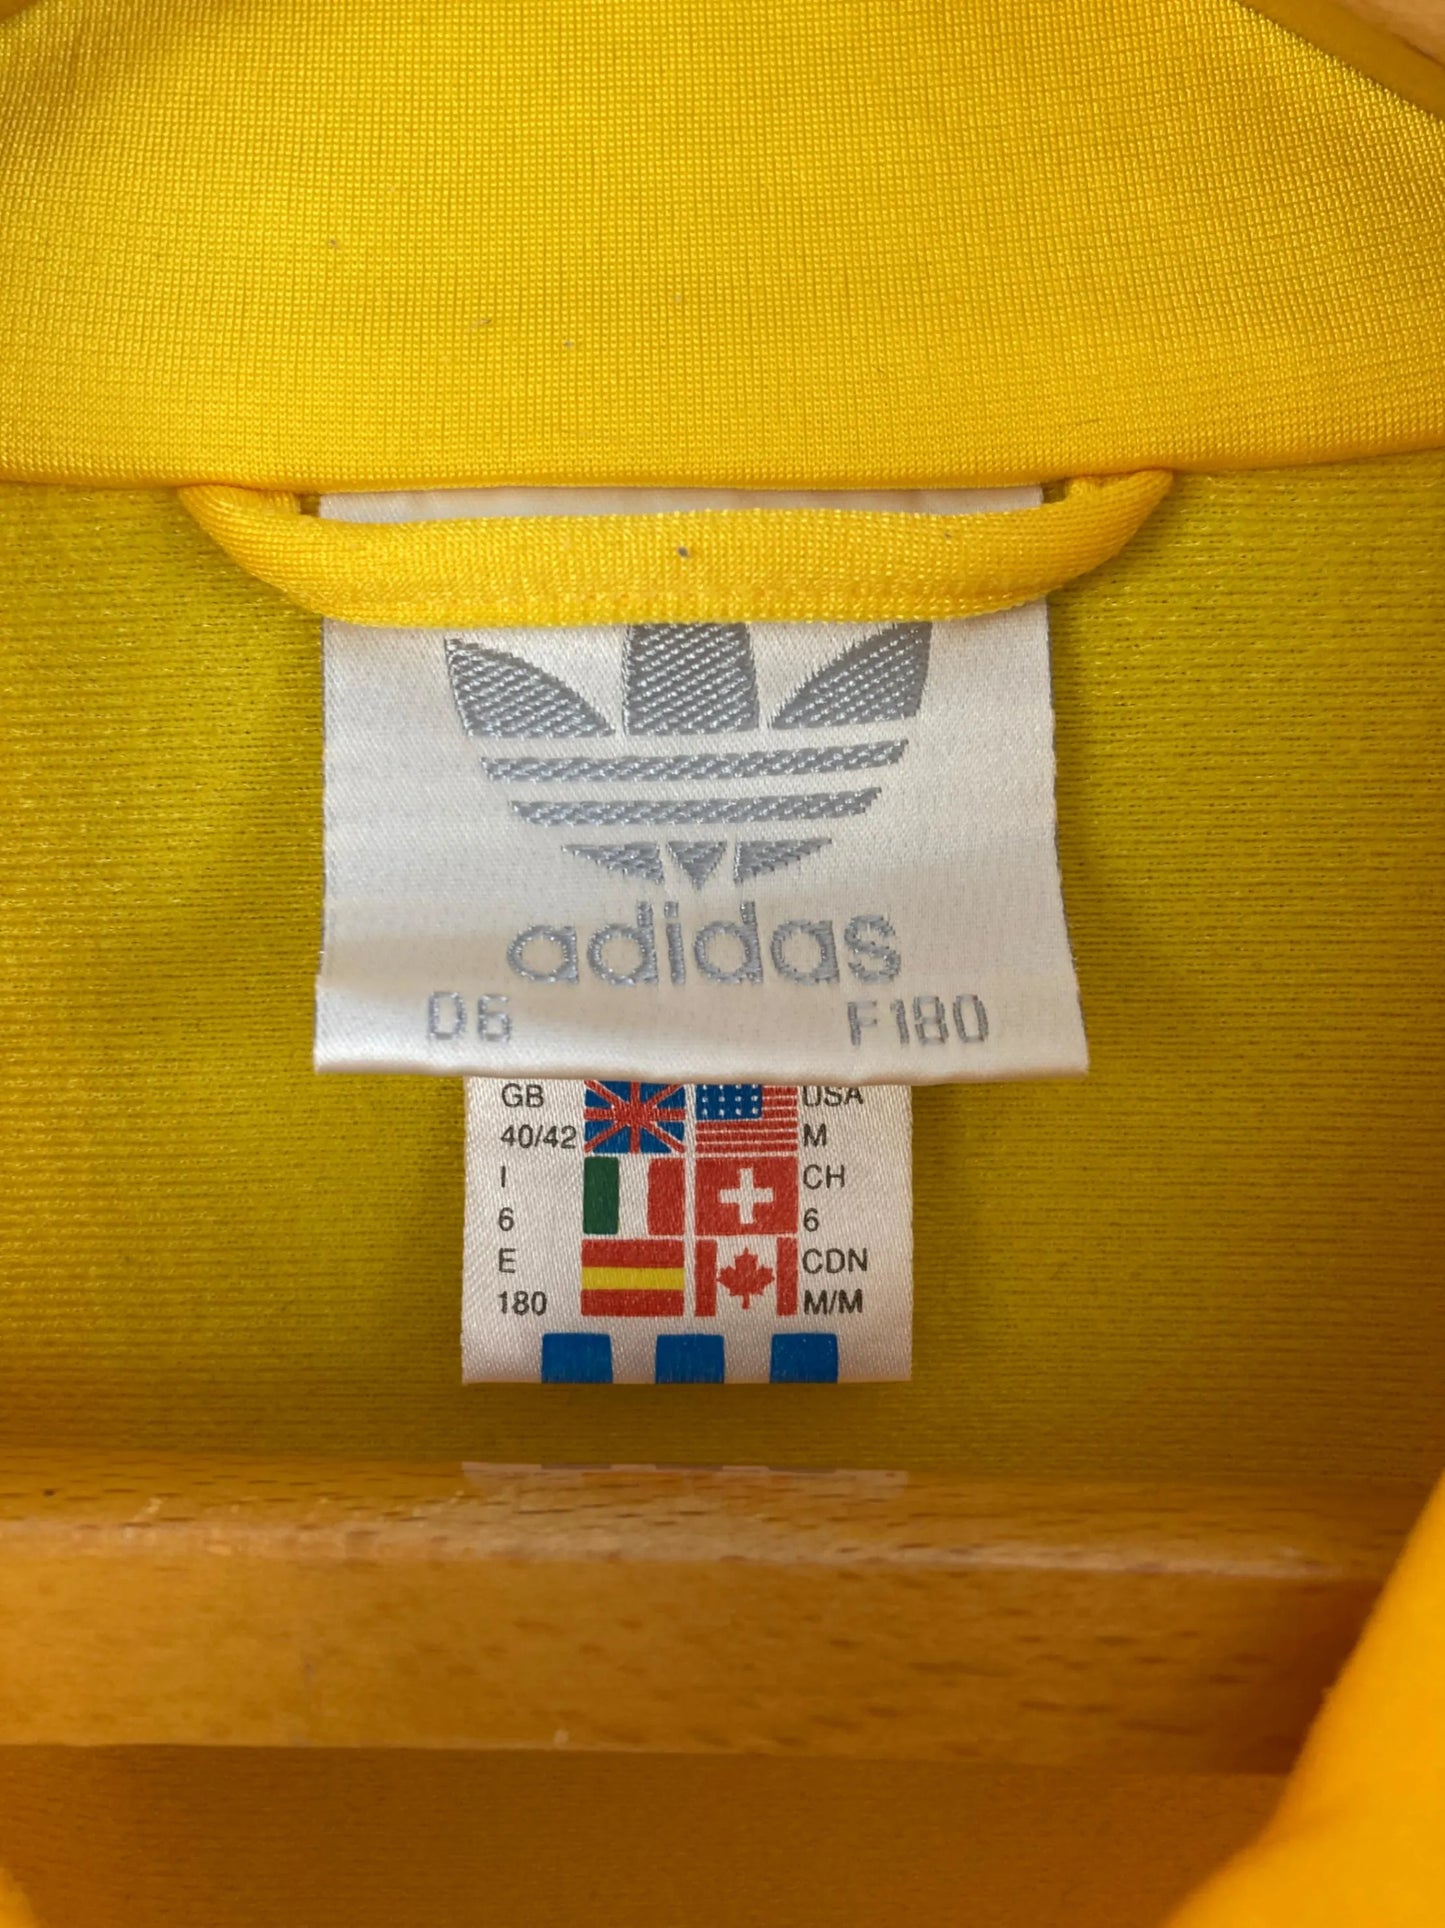 adidas
D6 F180
GB USA
40/42 M
I CH
6 6
E CDN
180 M/M